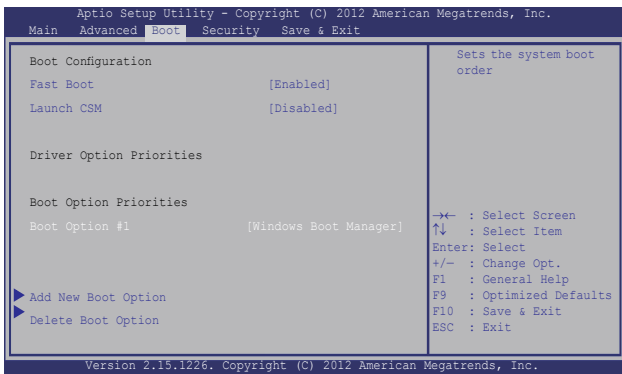 Aptio Setup Utility - Copyright (C) 2012 American Megatrends, Inc.
Main Advanced Boot Security Save & Exit
Boot Configuration
Fast Boot [Enabled]
Launch CSM [Disabled]
Driver Option Priorities
Boot Option Priorities
Boot Option #1 [Windows Boot Manager]
Add New Boot Option
Delete Boot Option
Sets the system boot
order
→← : Select Screen
↑↓ : Select Item
Enter: Select
+/— : Change Opt.
F1 : General Help
F9 : Optimized Defaults
F10 : Save & Exit
ESC : Exit
Version 2.15.1226. Copyright (C) 2012 American Megatrends, Inc.